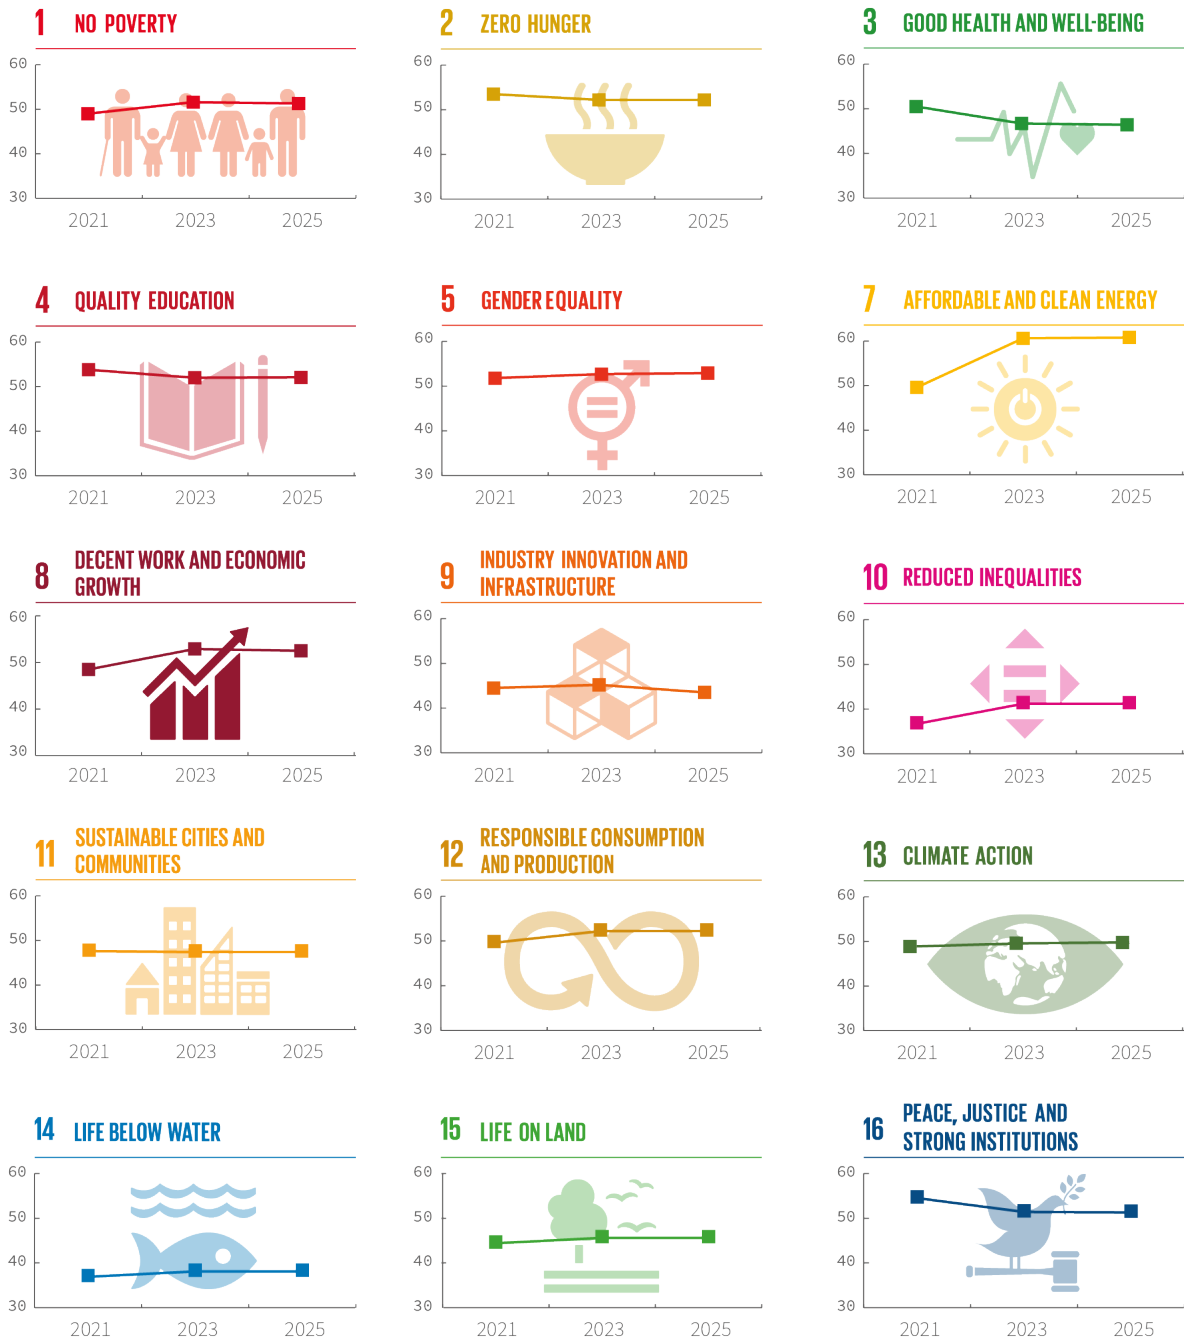 1 NO POVERTY
60
50
40
30
2021 2023 2025
2 ZERO HUNGER
60
50
40
30
2021 2023 2025
3 GOOD HEALTH AND WELL-BEING
60
50
40
30
2021 2023 2025
4 QUALITY EDUCATION
60
50
40
30
2021 2023 2025
5 GENDER EQUALITY
60
50
40
30
2021 2023 2025
7 AFFORDABLE AND CLEAN ENERGY
60
50
40
30
2021 2023 2025
8 DECENT WORK AND ECONOMIC
GROWTH
60
50
40
30
2021 2023 2025
9 INDUSTRY INNOVATION AND
INFRASTRUCTURE
60
50
40
30
2021 2023 2025
10 REDUCED INEQUALITIES
60
50
40
30
2021 2023 2025
11 SUSTAINABLE CITIES AND
COMMUNITIES
60
50
40
30
2021 2023 2025
12 RESPONSIBLE CONSUMPTION
AND PRODUCTION
60
50
40
30
2021 2023 2025
13 CLIMATE ACTION
60
50
40
30
2021 2023 2025
14 LIFE BELOW WATER
60
50
40
30
2021 2023 2025
15 LIFE ON LAND
60
50
40
30
2021 2023 2025
16 PEACE, JUSTICE AND
STRONG INSTITUTIONS
60
50
40
30
2021 2023 2025